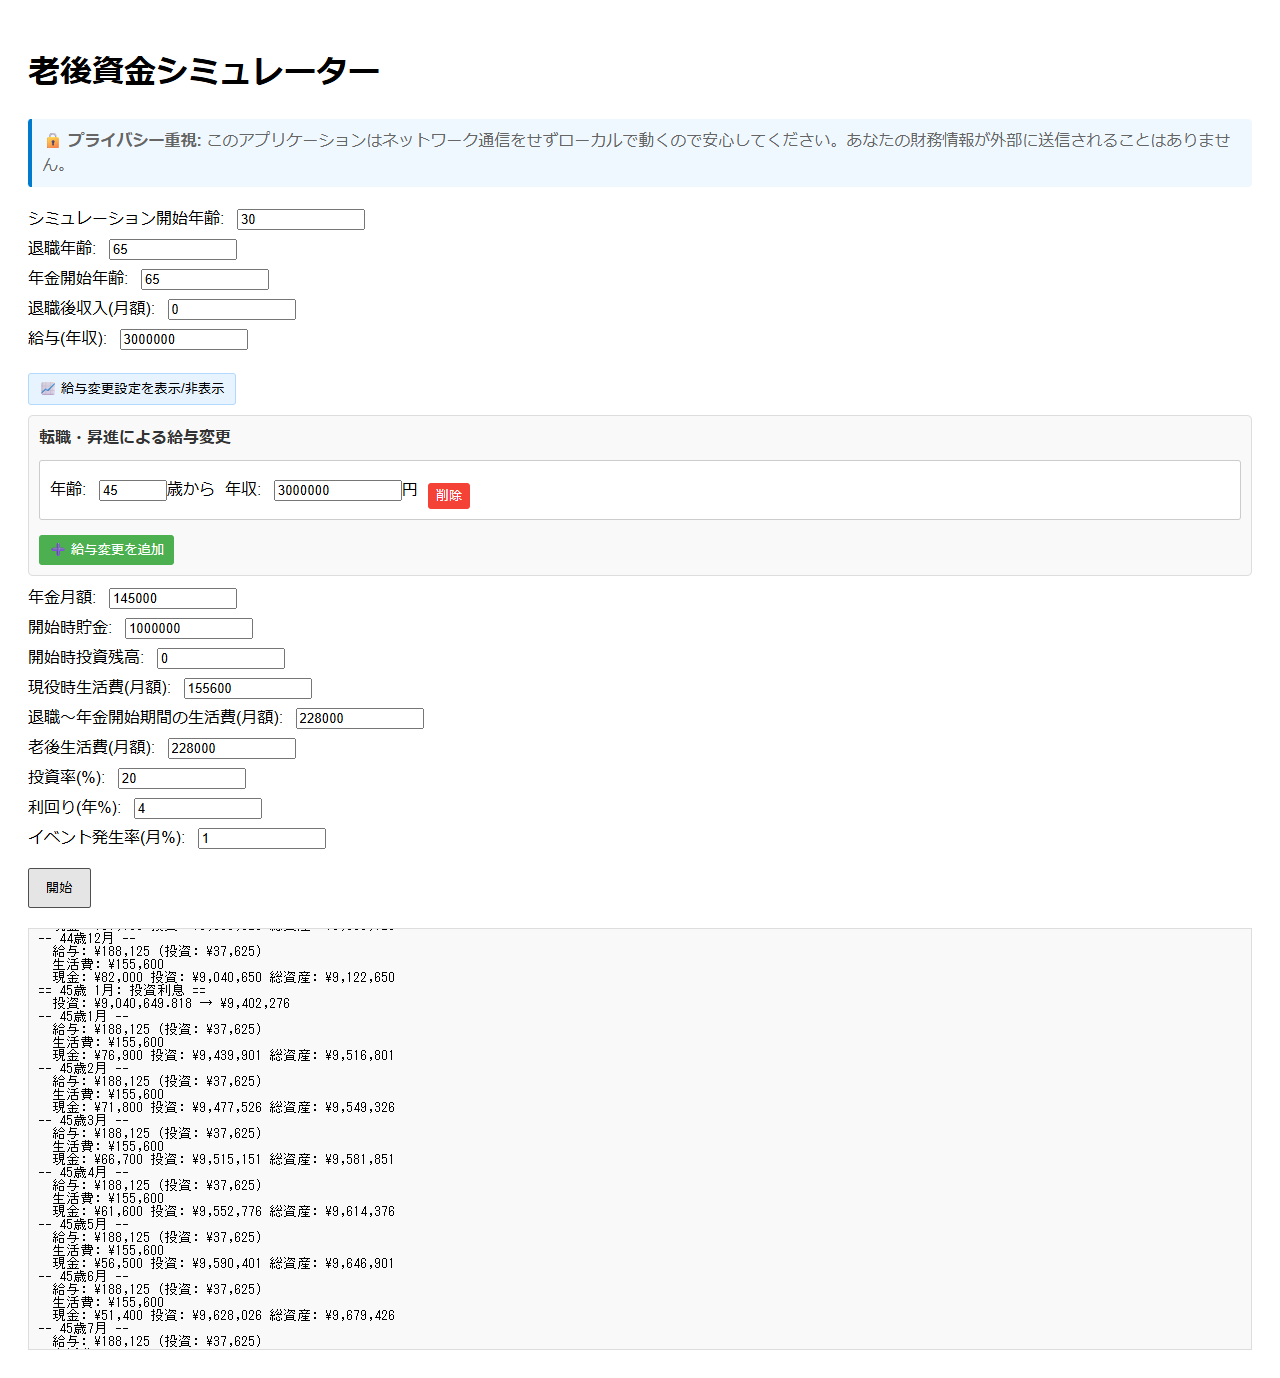 老後資金シミュレーター
🔒 プライバシー重視: このアプリケーションはネットワーク通信をせずローカルで動くので安心してください。あなたの財務情報が外部に送信されることはありませ
ん。
シミュレーション開始年齢: 30
退職年齢: 65
年金開始年齢: 65
退職後収入(月額): 0
給与(年収): 3000000
📈 給与変更設定を表示/非表示
転職・昇進による給与変更
年齢: 45歳から 年収: 3000000円 削除
➕ 給与変更を追加
年金月額: 145000
開始時貯金: 1000000
開始時投資残高: 0
現役時生活費(月額): 155600
退職～年金開始期間の生活費(月額): 228000
老後生活費(月額): 228000
投資率(%): 20
利回り(年%): 4
イベント発生率(月%): 1
開始
-- 44歳12月 --
給与: ¥188,125 (投資: ¥37,625)
生活費: ¥155,600
現金: ¥82,000 投資: ¥9,040,650 総資産: ¥9,122,650
== 45歳 1月: 投資利息 ==
投資: ¥9,040,649.818 → ¥9,402,276
-- 45歳1月 --
給与: ¥188,125 (投資: ¥37,625)
生活費: ¥155,600
現金: ¥76,900 投資: ¥9,439,901 総資産: ¥9,516,801
-- 45歳2月 --
給与: ¥188,125 (投資: ¥37,625)
生活費: ¥155,600
現金: ¥71,800 投資: ¥9,477,526 総資産: ¥9,549,326
-- 45歳3月 --
給与: ¥188,125 (投資: ¥37,625)
生活費: ¥155,600
現金: ¥66,700 投資: ¥9,515,151 総資産: ¥9,581,851
-- 45歳4月 --
給与: ¥188,125 (投資: ¥37,625)
生活費: ¥155,600
現金: ¥61,600 投資: ¥9,552,776 総資産: ¥9,614,376
-- 45歳5月 --
給与: ¥188,125 (投資: ¥37,625)
生活費: ¥155,600
現金: ¥56,500 投資: ¥9,590,401 総資産: ¥9,646,901
-- 45歳6月 --
給与: ¥188,125 (投資: ¥37,625)
生活費: ¥155,600
現金: ¥51,400 投資: ¥9,628,026 総資産: ¥9,679,426
-- 45歳7月 --
給与: ¥188,125 (投資: ¥37,625)